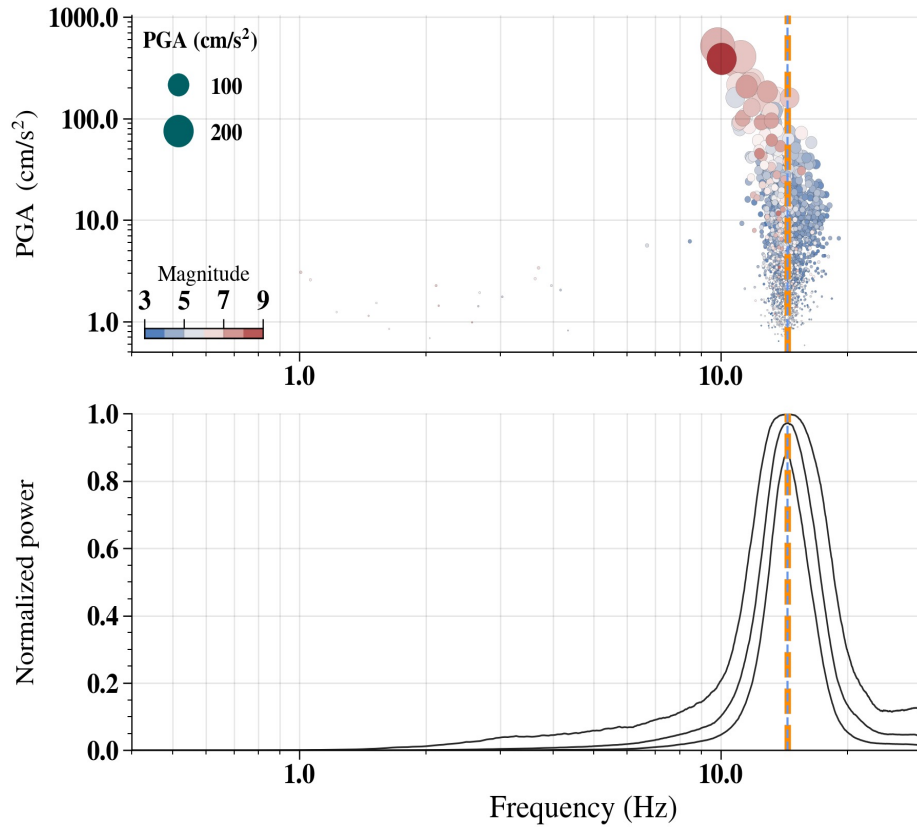 1000.0
100.0
10.0
1.0
PGA (cm/s²)
PGA (cm/s²)
100
200
Magnitude
3 5 7 9
1.0 10.0
1.0
0.8
0.6
0.4
0.2
0.0
Normalized power
1.0 10.0
Frequency (Hz)